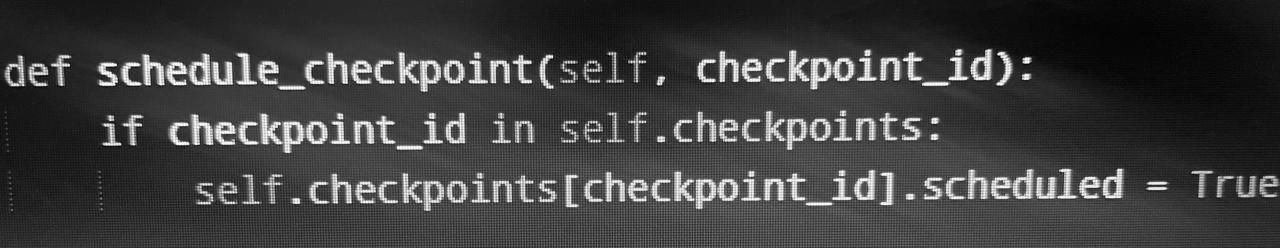 def schedule_checkpoint(self, checkpoint_id):
    if checkpoint_id in self.checkpoints:
        self.checkpoints[checkpoint_id].scheduled = True